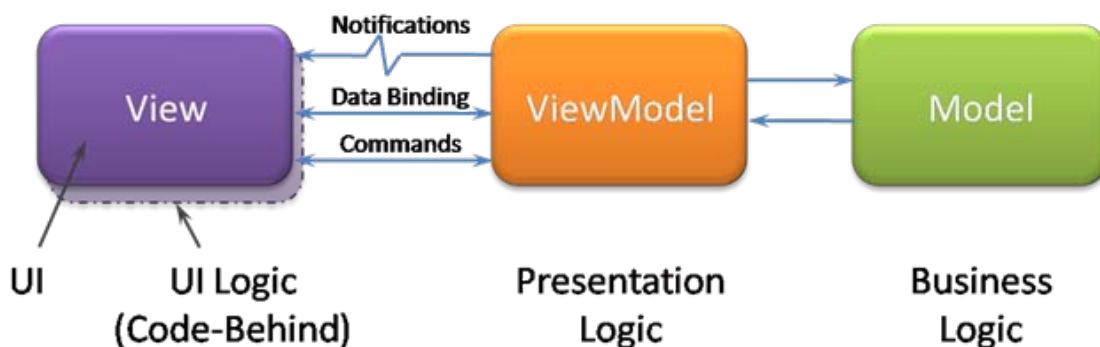 Notifications
View
Data Binding
ViewModel
Model
Commands
UI
UI Logic
(Code-Behind)
Presentation
Logic
Business
Logic